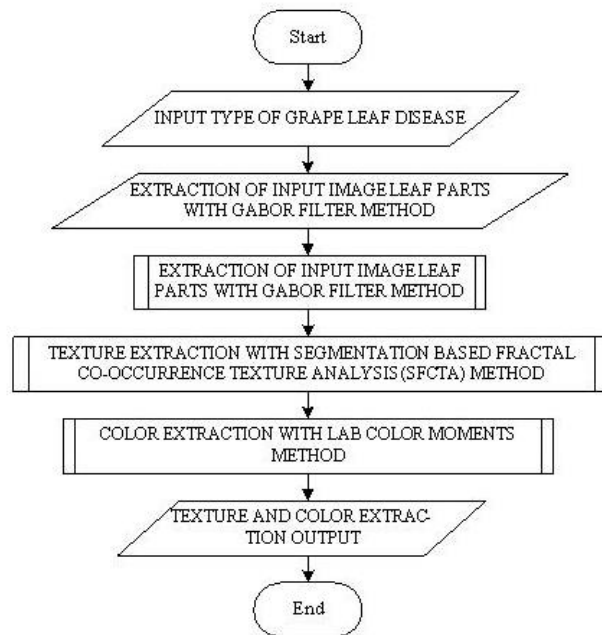 Start
INPUT TYPE OF GRAPE LEAF DISEASE
EXTRACTION OF INPUT IMAGE LEAF PARTS
WITH GABOR FILTER METHOD
EXTRACTION OF INPUT IMAGE LEAF
PARTS WITH GABOR FILTER METHOD
TEXTURE EXTRACTION WITH SEGMENTATION BASED FRACTAL
CO-OCCURRENCE TEXTURE ANALYSIS (SFCTA) METHOD
COLOR EXTRACTION WITH LAB COLOR MOMENTS
METHOD
TEXTURE AND COLOR EXTRAC-
TION OUTPUT
End